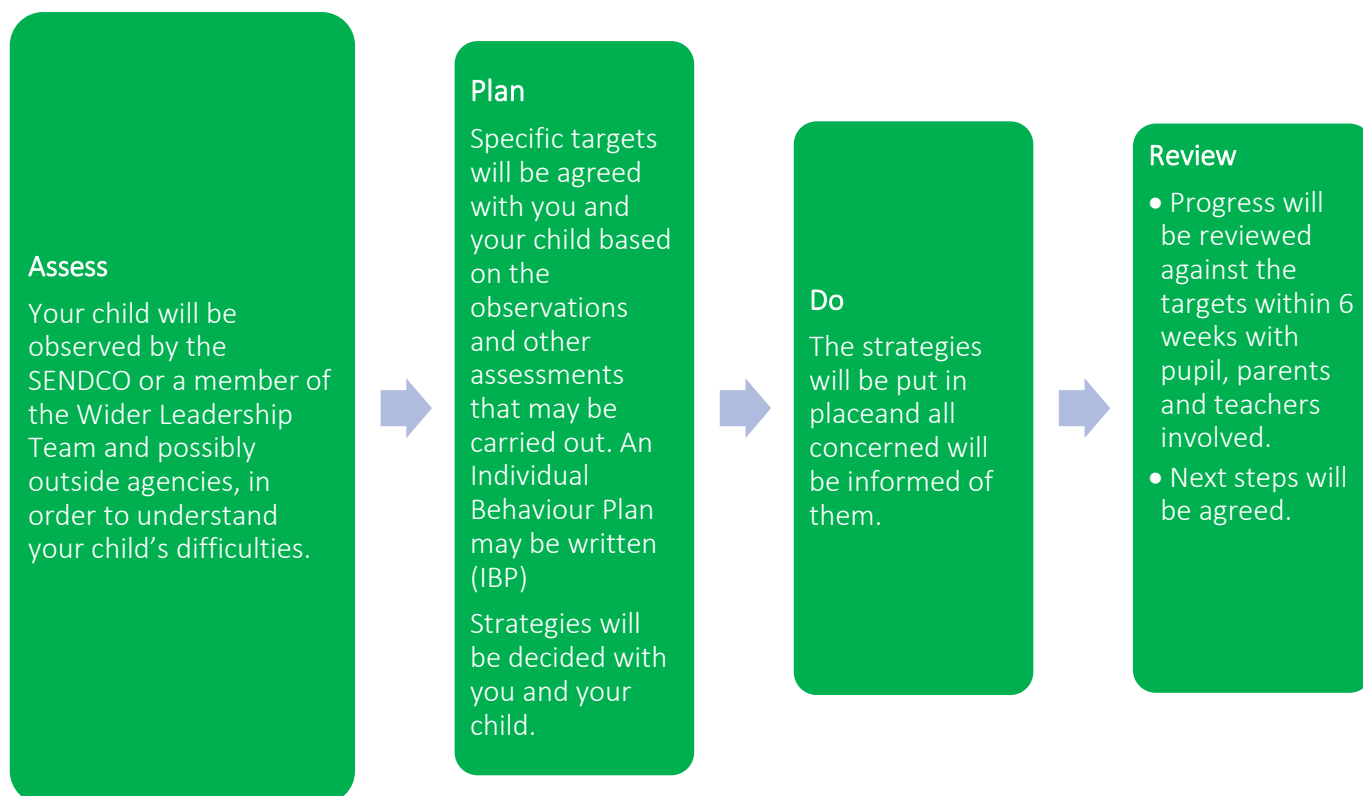 Assess
Your child will be
observed by the
SENDCO or a member of
the Wider Leadership
Team and possibly
outside agencies, in
order to understand
your child’s difficulties.
Plan
Specific targets
will be agreed
with you and
your child based
on the
observations
and other
assessments
that may be
carried out. An
Individual
Behaviour Plan
may be written
(IBP)
Strategies will
be decided with
you and your
child.
Do
The strategies
will be put in
placeand all
concerned will
be informed of
them.
Review
• Progress will
be reviewed
against the
targets within 6
weeks with
pupil, parents
and teachers
involved.
• Next steps will
be agreed.